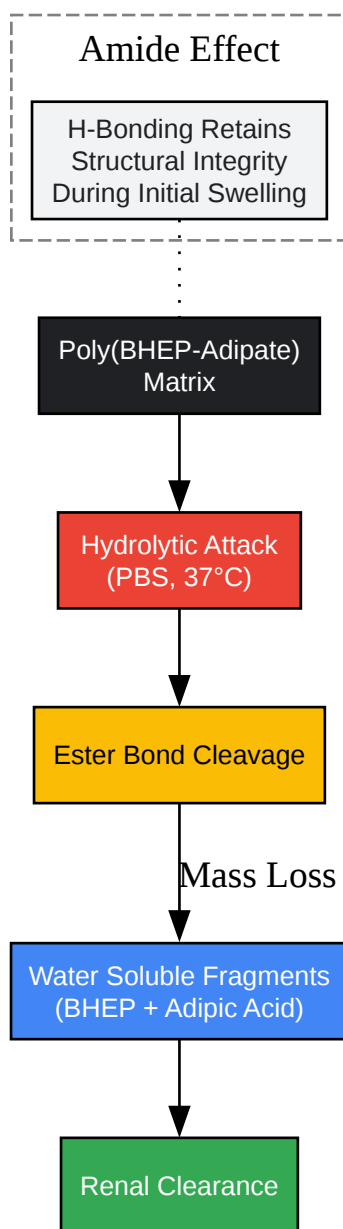 Amide Effect
H-Bonding Retains
Structural Integrity
During Initial Swelling
Poly(BHEP-Adipate)
Matrix
Hydrolytic Attack
(PBS, 37°C)
Ester Bond Cleavage
Mass Loss
Water Soluble Fragments
(BHEP + Adipic Acid)
Renal Clearance